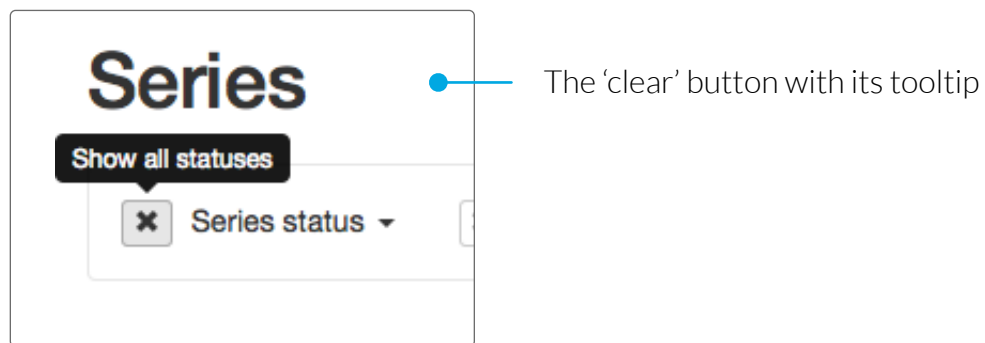 Series
The ‘clear’ button with its tooltip
Show all statuses
Series status